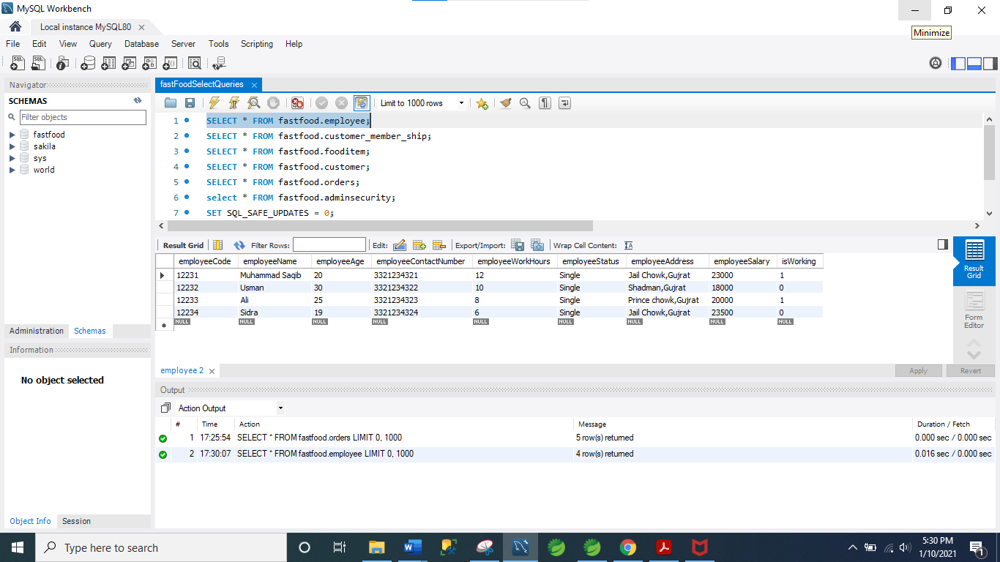 MySQL Workbench
Minimize
Local instance MySQL80
File Edit View Query Database Server Tools Scripting Help
Navigator
SCHEMAS
Filter objects
fastfood
sakila
sys
world
Administration Schemas
Information
No object selected
Object Info Session
fastFoodSelectQueries
Limit to 1000 rows
1 SELECT * FROM fastfood.employee;
2 SELECT * FROM fastfood.customer_member_ship;
3 SELECT * FROM fastfood.fooditem;
4 SELECT * FROM fastfood.customer;
5 SELECT * FROM fastfood.orders;
6 select * FROM fastfood.adminsecurity;
7 SET SQL_SAFE_UPDATES = 0;
Result Grid Filter Rows: Edit: Export/Import: Wrap Cell Content: IA
employeeCode employeeName employeeAge employeeContactNumber employeeWorkHours employeeStatus employeeAddress employeeSalary isWorking
12231 Muhammad Saqib 20 3321234321 12 Single Jail Chowk,Gujrat 23000 1
12232 Usman 30 3321234322 10 Single Shadman,Gujrat 18000 0
12233 Ali 25 3321234323 8 Single Prince chowk,Gujrat 20000 1
12234 Sidra 19 3321234324 6 Single Jail Chowk,Gujrat 23500 0
NULL NULL NULL NULL NULL NULL NULL NULL NULL
Result
Grid
Form
Editor
employee 2
Apply Revert
Output
Action Output
# Time Action Message Duration / Fetch
1 17:25:54 SELECT * FROM fastfood.orders LIMIT 0, 1000 5 row(s) returned 0.000 sec / 0.000 sec
2 17:30:07 SELECT * FROM fastfood.employee LIMIT 0, 1000 4 row(s) returned 0.016 sec / 0.000 sec
Type here to search
5:30 PM
1/10/2021
1